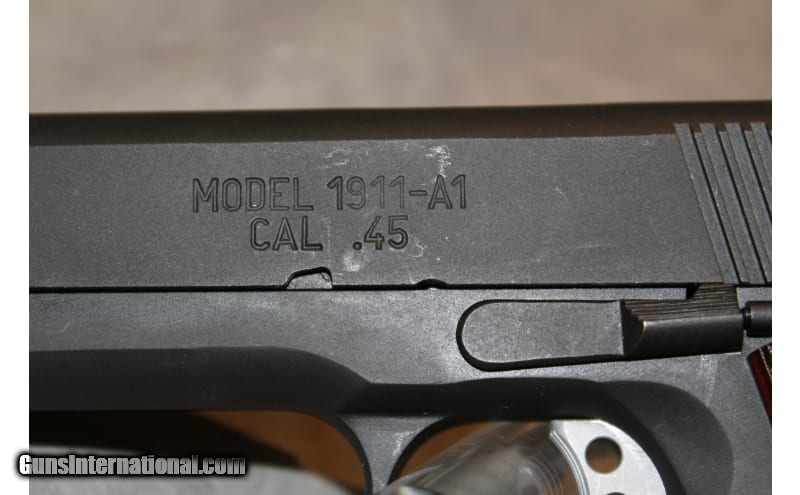 MODEL 1911-A1
CAL .45
GunsInternational.com